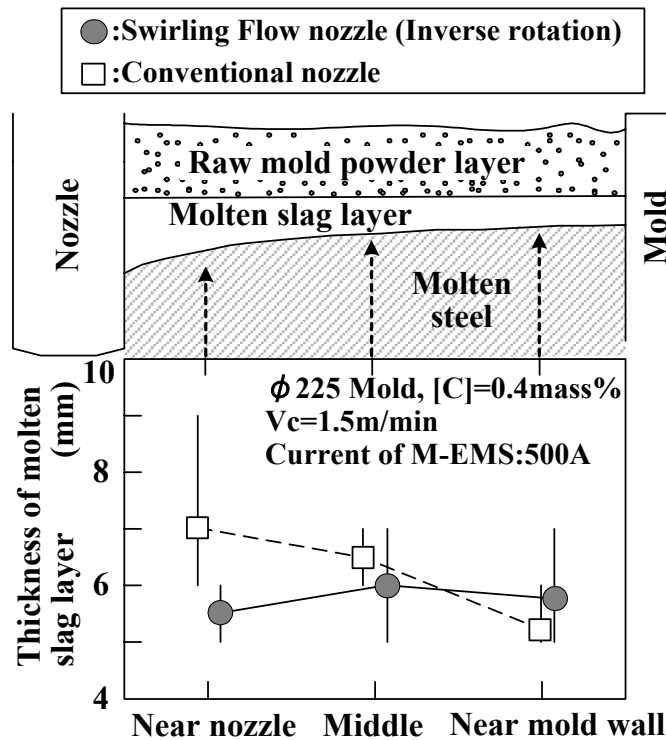 :Swirling Flow nozzle (Inverse rotation)
:Conventional nozzle
Nozzle
Raw mold powder layer
Molten slag layer
Molten
steel
Mold
Thickness of molten
slag layer
(mm)
10
8
6
4
ϕ225 Mold, [C]=0.4mass%
Vc=1.5m/min
Current of M-EMS:500A
Near nozzle Middle Near mold wall